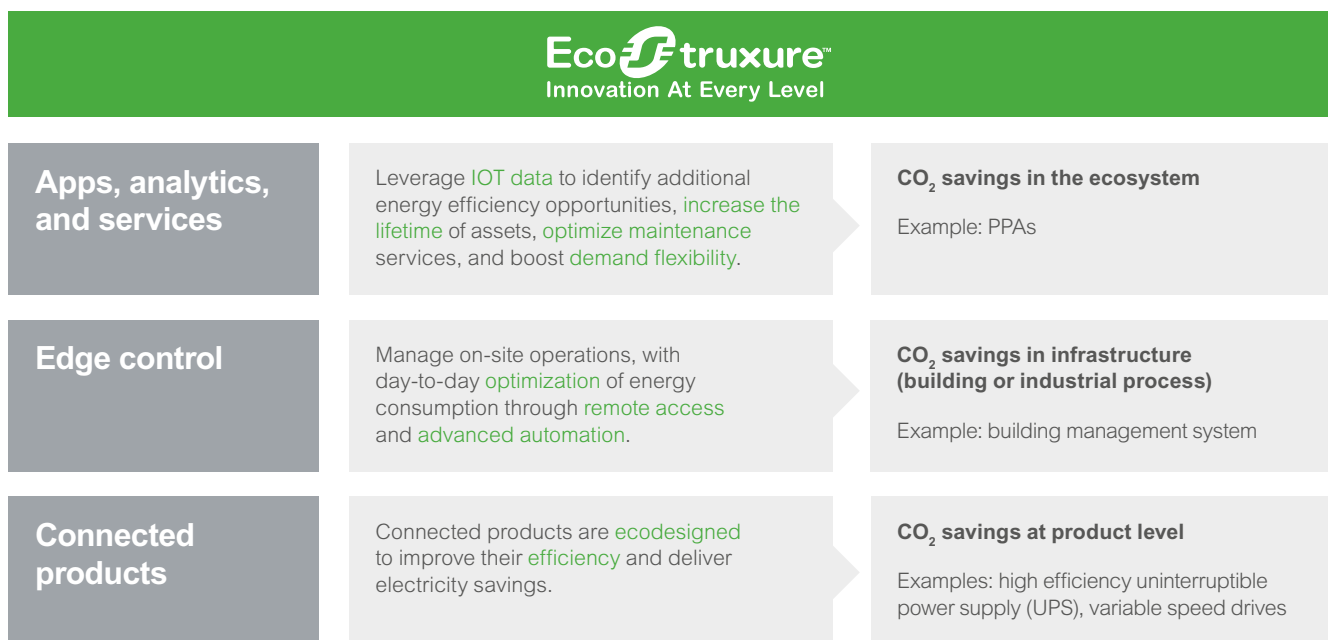 EcoStruxure™
Innovation At Every Level
Apps, analytics,
and services
Leverage IOT data to identify additional
energy efficiency opportunities, increase the
lifetime of assets, optimize maintenance
services, and boost demand flexibility.
CO₂ savings in the ecosystem
Example: PPAs
Edge control
Manage on-site operations, with
day-to-day optimization of energy
consumption through remote access
and advanced automation.
CO₂ savings in infrastructure
(building or industrial process)
Example: building management system
Connected
products
Connected products are ecodesigned
to improve their efficiency and deliver
electricity savings.
CO₂ savings at product level
Examples: high efficiency uninterruptible
power supply (UPS), variable speed drives